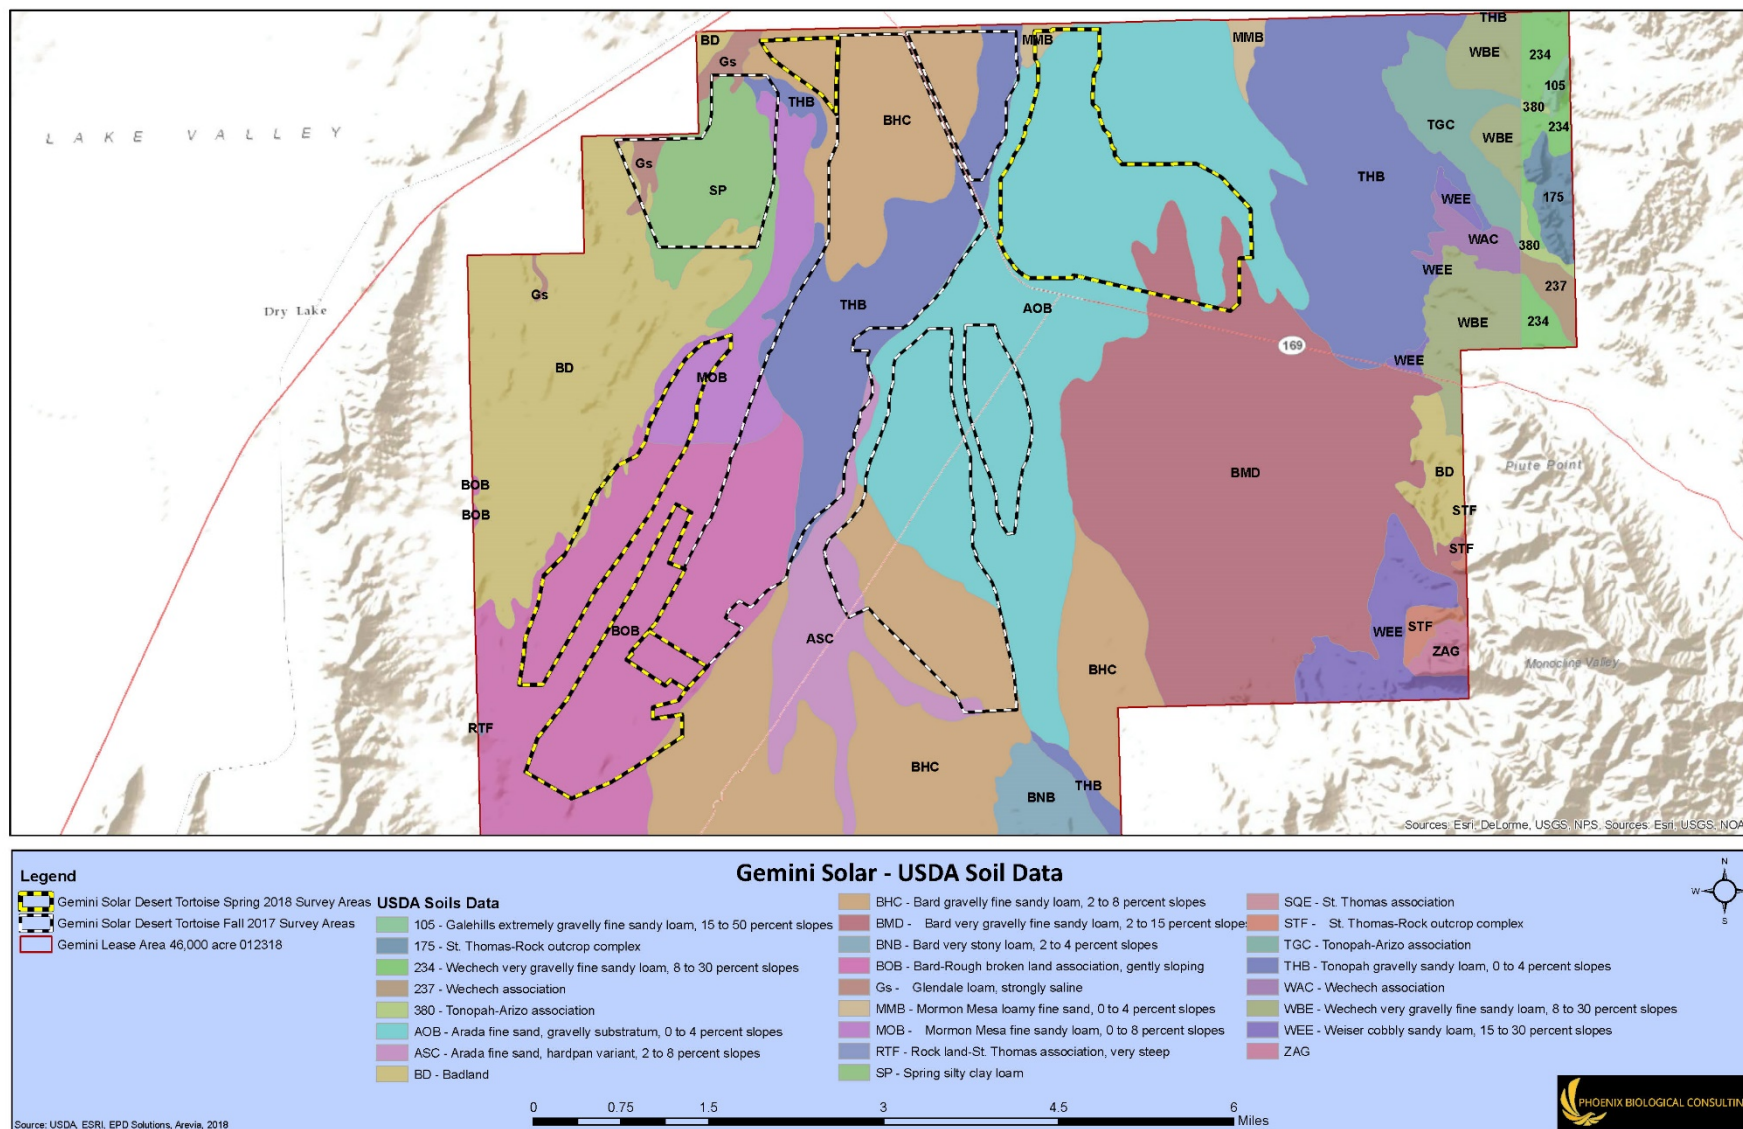 THB
BD
MMB
MMB
WBE
234
Gs
105
THB
380
BHC
TGC
234
LAKE VALLEY
WBE
Gs
THB
SP
175
WEE
WAC
380
WEE
Gs
237
Dry Lake
THB
AOB
WBE
234
169
WEE
BD
MOB
BMD
BD
Piute Point
BOB
STF
BOB
STF
BOB
ASC
WEE
STF
ZAG
Monocline Valley
BHC
RTF
BHC
THB
BNB
Sources: Esri, DeLorme, USGS, NPS, Sources: Esri, USGS, NOA
Gemini Solar - USDA Soil Data
Legend
Gemini Solar Desert Tortoise Spring 2018 Survey Areas
Gemini Solar Desert Tortoise Fall 2017 Survey Areas
Gemini Lease Area 46,000 acre 012318
USDA Soils Data
105 - Galehills extremely gravelly fine sandy loam, 15 to 50 percent slopes
175 - St. Thomas-Rock outcrop complex
234 - Wechech very gravelly fine sandy loam, 8 to 30 percent slopes
237 - Wechech association
380 - Tonopah-Arizo association
AOB - Arada fine sand, gravelly substratum, 0 to 4 percent slopes
ASC - Arada fine sand, hardpan variant, 2 to 8 percent slopes
BD - Badland
BHC - Bard gravelly fine sandy loam, 2 to 8 percent slopes
BMD - Bard very gravelly fine sandy loam, 2 to 15 percent slopes
BNB - Bard very stony loam, 2 to 4 percent slopes
BOB - Bard-Rough broken land association, gently sloping
Gs - Glendale loam, strongly saline
MMB - Mormon Mesa loamy fine sand, 0 to 4 percent slopes
MOB - Mormon Mesa fine sandy loam, 0 to 8 percent slopes
RTF - Rock land-St. Thomas association, very steep
SP - Spring silty clay loam
SQE - St. Thomas association
STF - St. Thomas-Rock outcrop complex
TGC - Tonopah-Arizo association
THB - Tonopah gravelly sandy loam, 0 to 4 percent slopes
WAC - Wechech association
WBE - Wechech very gravelly fine sandy loam, 8 to 30 percent slopes
WEE - Weiser cobbly sandy loam, 15 to 30 percent slopes
ZAG
N
W
E
S
0 0.75 1.5 3 4.5 6
Miles
PHOENIX BIOLOGICAL CONSULTIN
Source: USDA, ESRI, EPD Solutions, Arevia, 2018